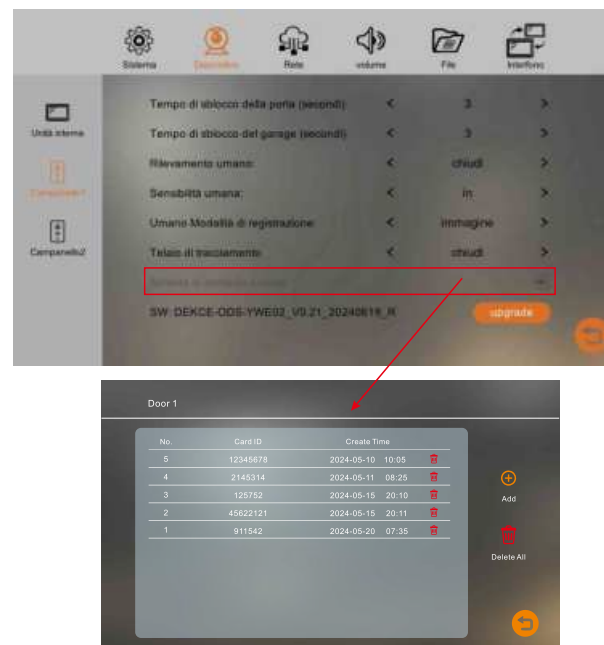 Sistema Dispositivo Rete volume File Interfono
Unità interna
Campanello1
Campanello2
Tempo di sblocco della porta (secondi) < 3 >
Tempo di sblocco del garage (secondi) < 3 >
Rilevamento umano: < chiudi >
Sensibilità umana: < in >
Umano Modalità di registrazione: < immagine >
Telaio di tracciamento < chiudi >
SW: DEKCE-ODS-YWE02_V0.21_20240619_R upgrade
Door 1
No. Card ID Create Time
5 12345678 2024-05-10 10:05
4 2145314 2024-05-11 08:25
3 125752 2024-05-15 20:10
2 45622121 2024-05-15 20:11
1 911542 2024-05-20 07:35
Add
Delete All